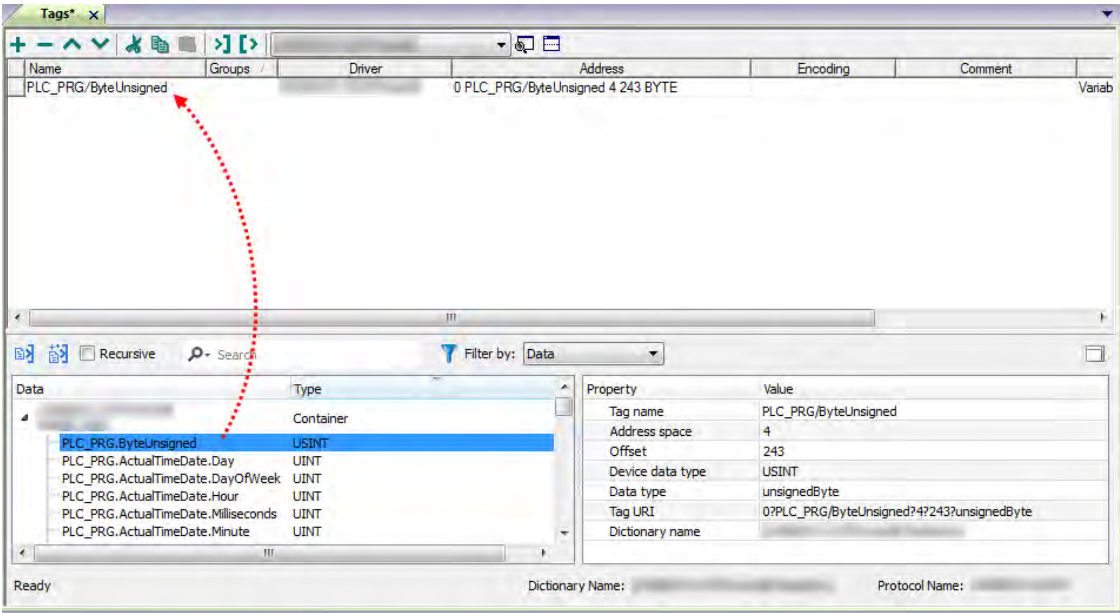 Tags*
Name Groups Driver Address Encoding Comment
PLC_PRG/ByteUnsigned 0 PLC_PRG/ByteUnsigned 4 243 BYTE Variab
Recursive Search Filter by: Data
Data Type Property Value
Container Tag name PLC_PRG/ByteUnsigned
PLC_PRG.ByteUnsigned USINT Address space 4
PLC_PRG.ActualTimeDate.Day UINT Offset 243
PLC_PRG.ActualTimeDate.DayOfWeek UINT Device data type USINT
PLC_PRG.ActualTimeDate.Hour UINT Data type unsignedByte
PLC_PRG.ActualTimeDate.Milliseconds UINT Tag URI 0?PLC_PRG/ByteUnsigned?4?243?unsignedByte
PLC_PRG.ActualTimeDate.Minute UINT Dictionary name
Ready Dictionary Name: Protocol Name: